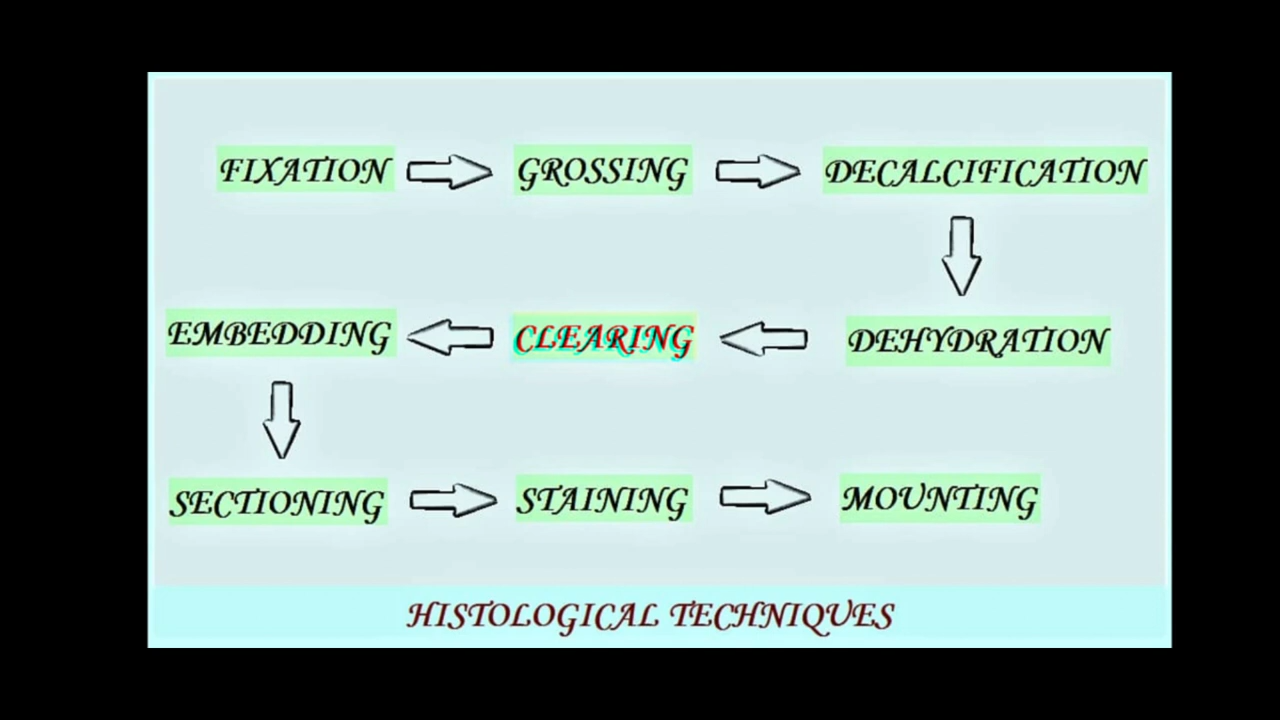 FIXATION GROSSING DECALCIFICATION
EMBEDDING CLEARING DEHYDRATION
SECTIONING STAINING MOUNTING
HISTOLOGICAL TECHNIQUES